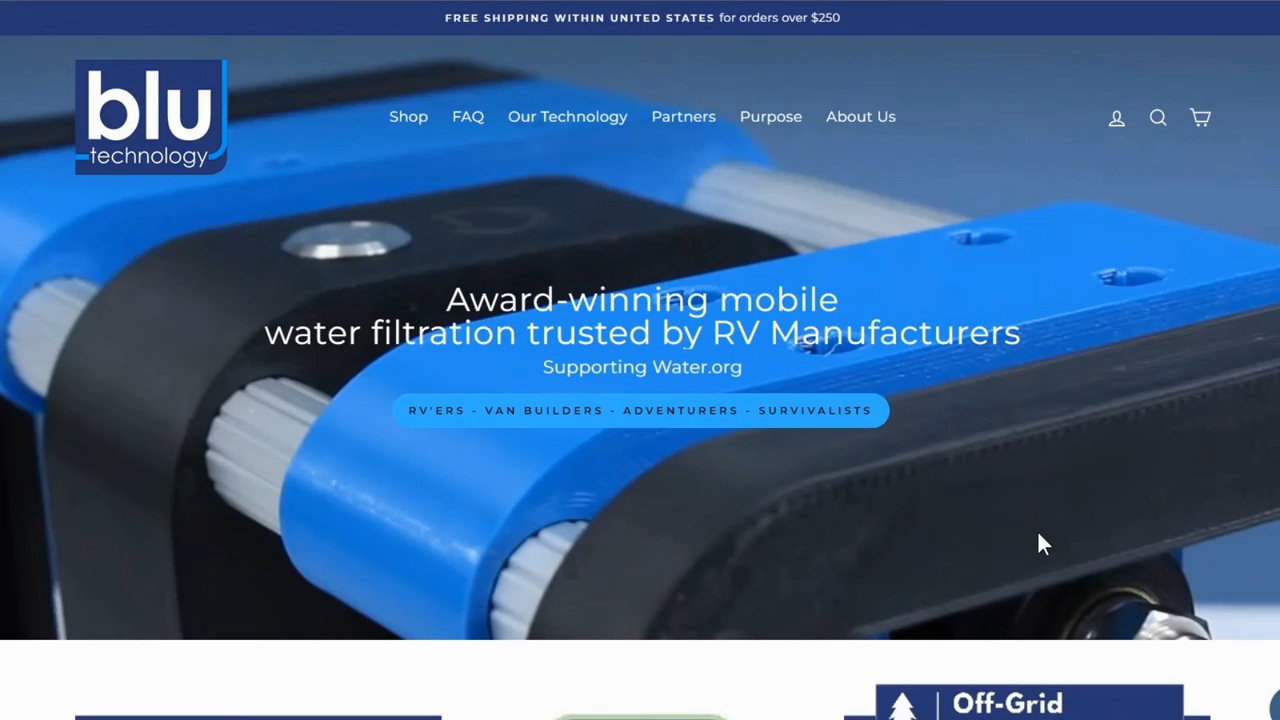 FREE SHIPPING WITHIN UNITED STATES for orders over $250
blu
technology
Shop FAQ Our Technology Partners Purpose About Us
Award-winning mobile
water filtration trusted by RV Manufacturers
Supporting Water.org
RV'ERS - VAN BUILDERS - ADVENTURERS - SURVIVALISTS
Off-Grid